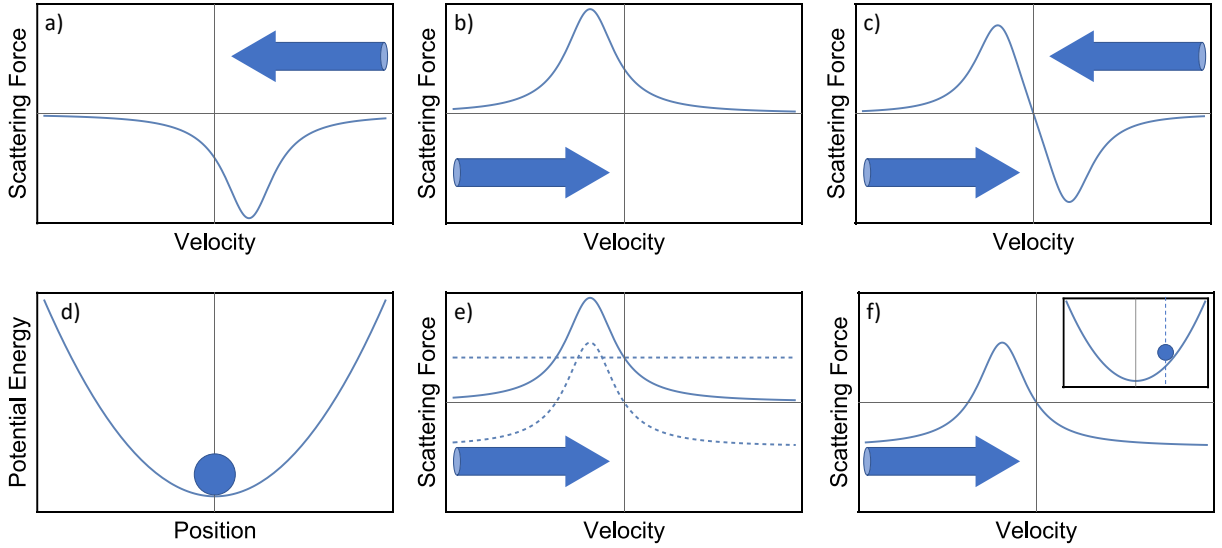 a)
Scattering Force
Velocity
b)
Scattering Force
Velocity
c)
Scattering Force
Velocity
d)
Potential Energy
Position
e)
Scattering Force
Velocity
f)
Scattering Force
Velocity